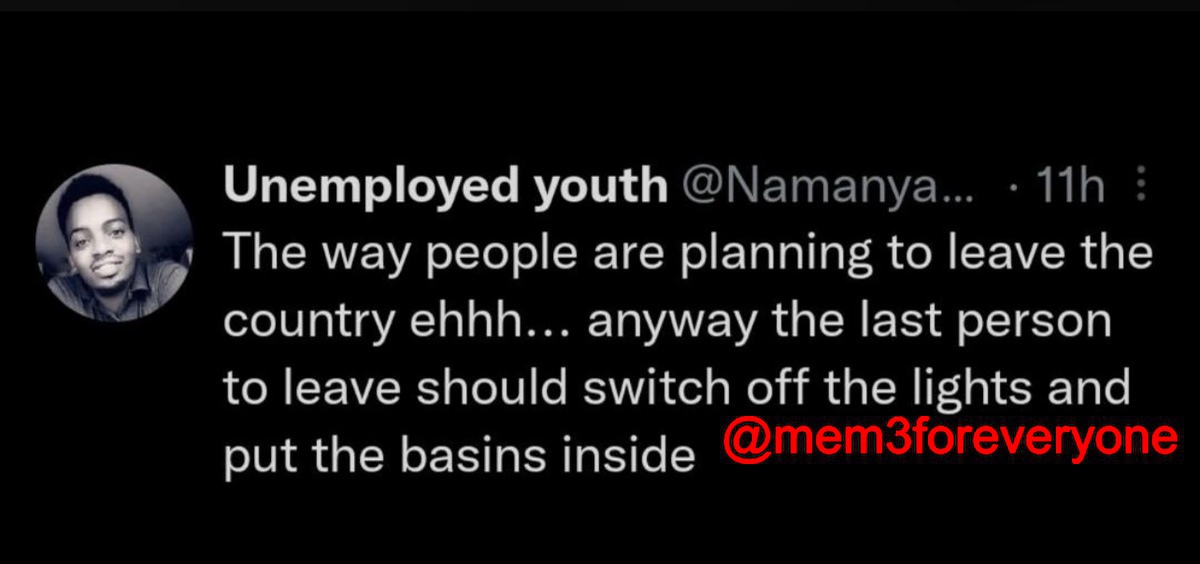 Unemployed youth @Namanya... · 11h
The way people are planning to leave the
country ehhh... anyway the last person
to leave should switch off the lights and
put the basins inside
@mem3foreveryone